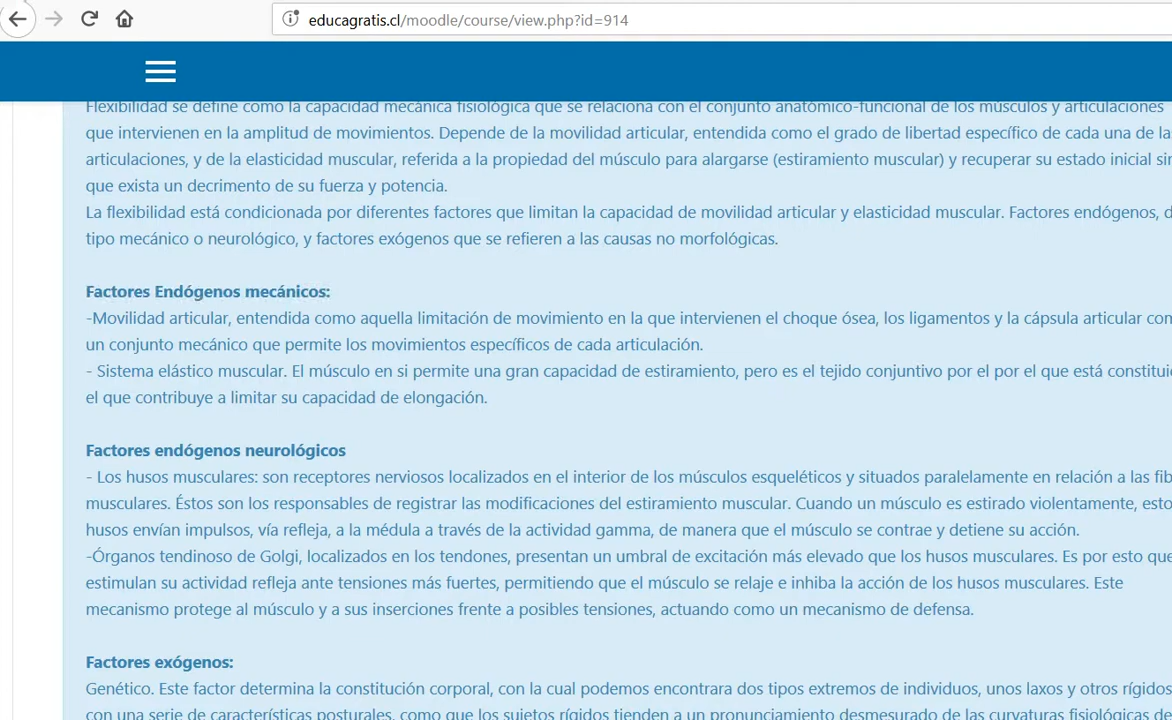 educagratis.cl/moodle/course/view.php?id=914
Flexibilidad se define como la capacidad mecánica fisiológica que se relaciona con el conjunto anatómico-funcional de los músculos y articulaciones
que intervienen en la amplitud de movimientos. Depende de la movilidad articular, entendida como el grado de libertad específico de cada una de las
articulaciones, y de la elasticidad muscular, referida a la propiedad del músculo para alargarse (estiramiento muscular) y recuperar su estado inicial sin
que exista un decrimento de su fuerza y potencia.
La flexibilidad está condicionada por diferentes factores que limitan la capacidad de movilidad articular y elasticidad muscular. Factores endógenos, d
tipo mecánico o neurológico, y factores exógenos que se refieren a las causas no morfológicas.
Factores Endógenos mecánicos:
-Movilidad articular, entendida como aquella limitación de movimiento en la que intervienen el choque ósea, los ligamentos y la cápsula articular com
un conjunto mecánico que permite los movimientos específicos de cada articulación.
- Sistema elástico muscular. El músculo en si permite una gran capacidad de estiramiento, pero es el tejido conjuntivo por el por el que está constitui
el que contribuye a limitar su capacidad de elongación.
Factores endógenos neurológicos
- Los husos musculares: son receptores nerviosos localizados en el interior de los músculos esqueléticos y situados paralelamente en relación a las fib
musculares. Éstos son los responsables de registrar las modificaciones del estiramiento muscular. Cuando un músculo es estirado violentamente, esto
husos envían impulsos, vía refleja, a la médula a través de la actividad gamma, de manera que el músculo se contrae y detiene su acción.
-Órganos tendinoso de Golgi, localizados en los tendones, presentan un umbral de excitación más elevado que los husos musculares. Es por esto que
estimulan su actividad refleja ante tensiones más fuertes, permitiendo que el músculo se relaje e inhiba la acción de los husos musculares. Este
mecanismo protege al músculo y a sus inserciones frente a posibles tensiones, actuando como un mecanismo de defensa.
Factores exógenos:
Genético. Este factor determina la constitución corporal, con la cual podemos encontrara dos tipos extremos de individuos, unos laxos y otros rígidos
con una serie de características posturales, como que los sujetos rígidos tienden a un pronunciamiento desmesurado de las curvaturas fisiológicas de